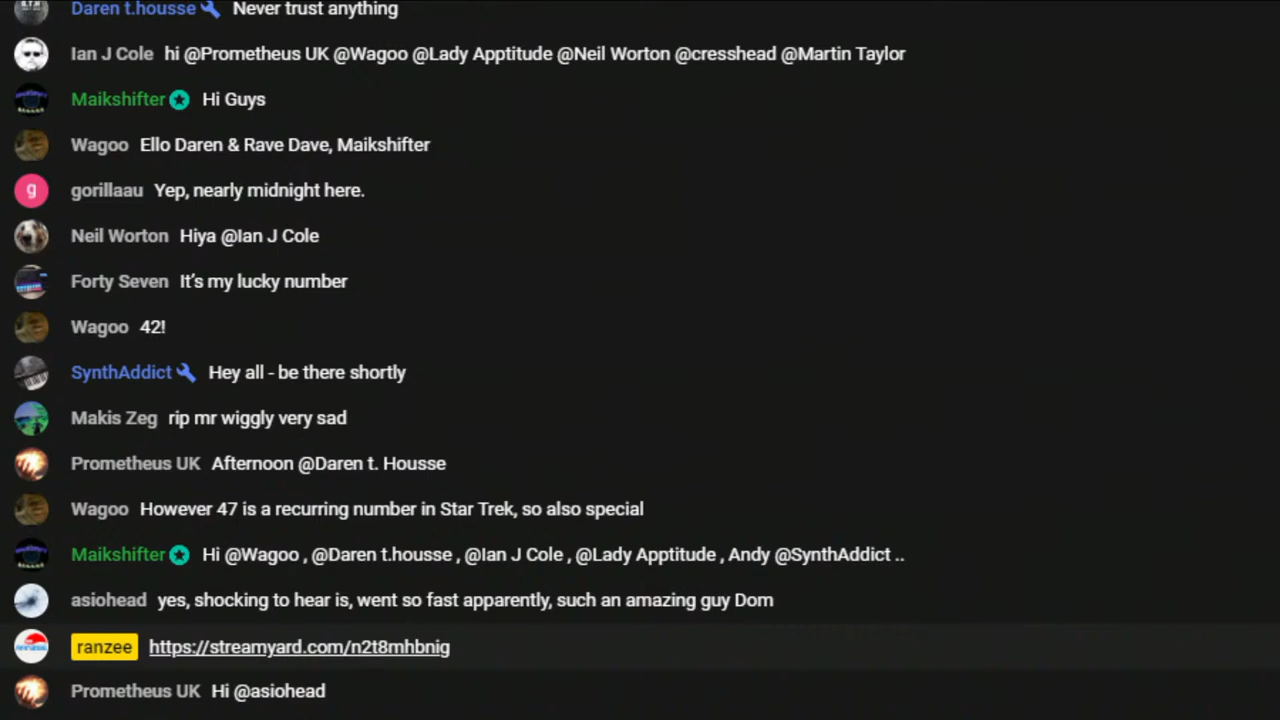 Daren t.housse Never trust anything
Ian J Cole hi @Prometheus UK @Wagoo @Lady Apptitude @Neil Worton @cresshead @Martin Taylor
Maikshifter Hi Guys
Wagoo Ello Daren & Rave Dave, Maikshifter
g gorillaau Yep, nearly midnight here.
Neil Worton Hiya @Ian J Cole
Forty Seven It's my lucky number
Wagoo 42!
SynthAddict Hey all - be there shortly
Makis Zeg rip mr wiggly very sad
Prometheus UK Afternoon @Daren t. Housse
Wagoo However 47 is a recurring number in Star Trek, so also special
Maikshifter Hi @Wagoo , @Daren t.housse , @Ian J Cole , @Lady Apptitude , Andy @SynthAddict ..
asiohead yes, shocking to hear is, went so fast apparently, such an amazing guy Dom
ranzee https://streamyard.com/n2t8mhbnig
Prometheus UK Hi @asiohead